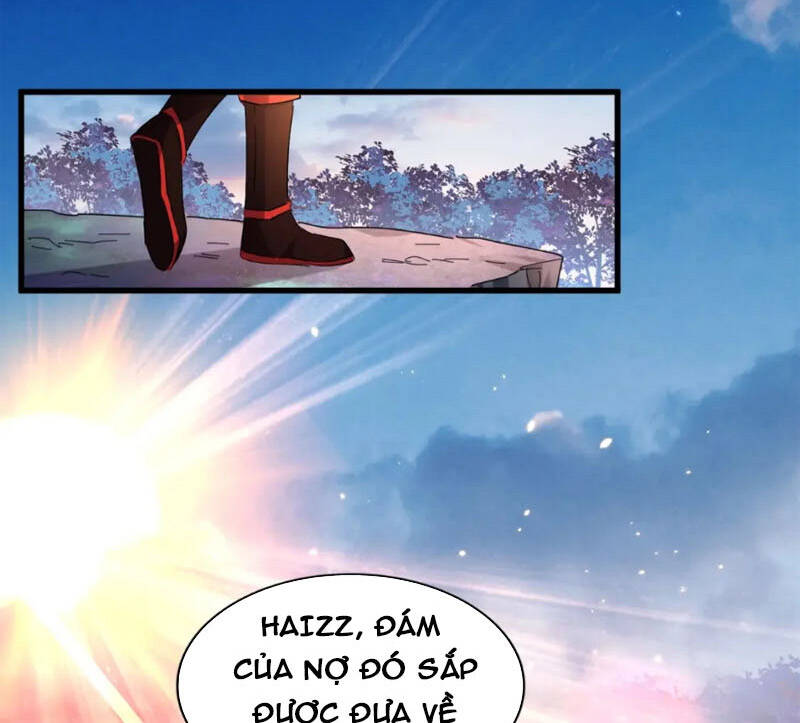 HAIZZ, ĐÁM
CỦA NỢ ĐÓ SẮP
ĐƯỢC ĐƯA VỀ